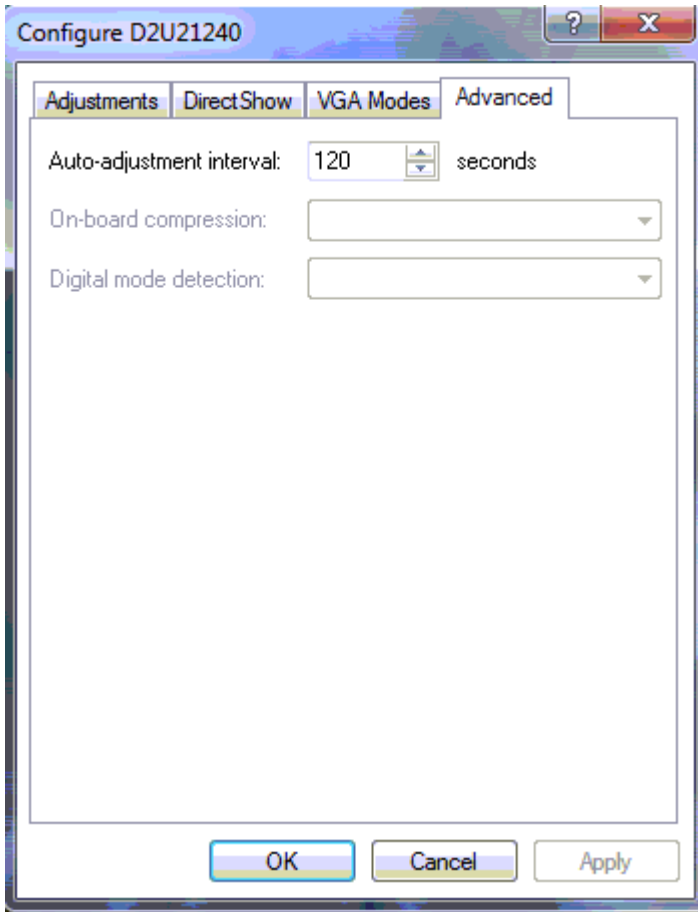 Configure D2U21240
Adjustments DirectShow VGA Modes Advanced
Auto-adjustment interval: 120 seconds
On-board compression:
Digital mode detection:
OK Cancel Apply